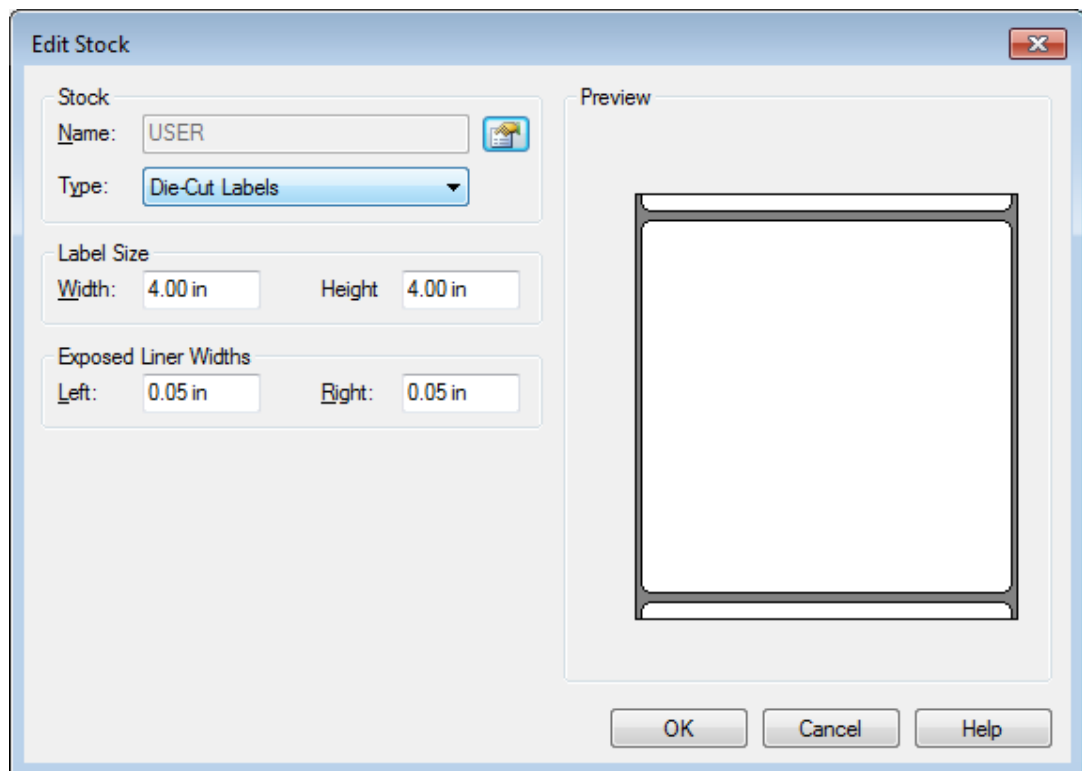 Edit Stock
Stock
Name: USER
Type: Die-Cut Labels
Label Size
Width: 4.00 in Height 4.00 in
Exposed Liner Widths
Left: 0.05 in Right: 0.05 in
Preview
OK Cancel Help